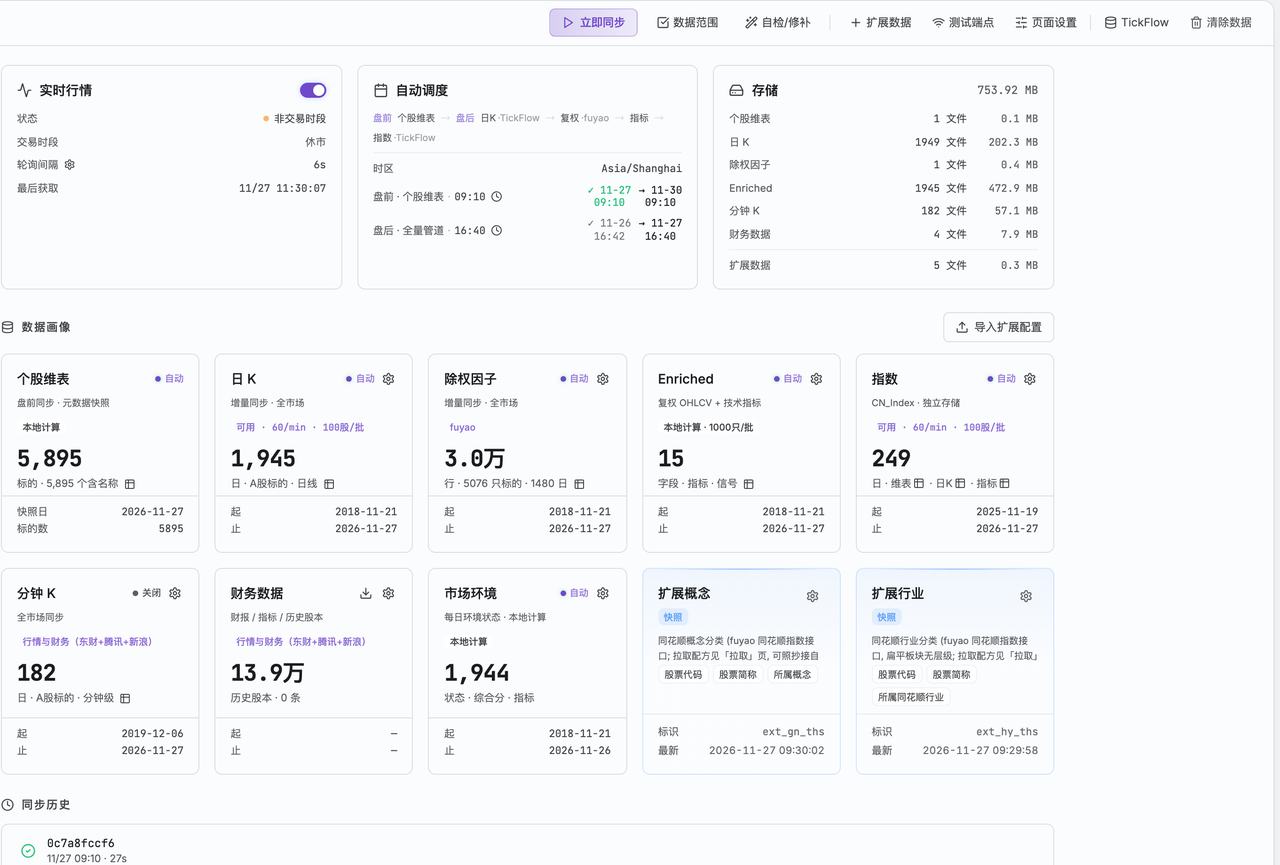 立即同步 数据范围 自检/修补 扩展数据 测试端点 页面设置 TickFlow 清除数据
实时行情
状态 非交易时段
交易时段 休市
轮询间隔 6s
最后获取 11/27 11:30:07
自动调度
盘前 个股维表 → 盘后 日K·TickFlow → 复权·fuyao → 指标 →
指数·TickFlow
时区 Asia/Shanghai
盘前 · 个股维表 · 09:10 ✓ 11-27 → 11-30
09:10 09:10
盘后 · 全量管道 · 16:40 ✓ 11-26 → 11-27
16:42 16:40
存储 753.92 MB
个股维表 1 文件 0.1 MB
日 K 1949 文件 202.3 MB
除权因子 1 文件 0.4 MB
Enriched 1945 文件 472.9 MB
分钟 K 182 文件 57.1 MB
财务数据 4 文件 7.9 MB
扩展数据 5 文件 0.3 MB
数据画像 导入扩展配置
个股维表 自动
盘前同步 · 元数据快照
本地计算
5,895
标的 · 5,895 个含名称
快照日 2026-11-27
标的数 5895
日 K 自动
增量同步 · 全市场
可用 · 60/min · 100股/批
1,945
日 · A股标的 · 日线
起 2018-11-21
止 2026-11-27
除权因子 自动
增量同步 · 全市场
fuyao
3.0万
行 · 5076 只标的 · 1480 日
起 2018-11-21
止 2026-11-27
Enriched 自动
复权 OHLCV + 技术指标
本地计算 · 1000只/批
15
字段 · 指标 · 信号
起 2018-11-21
止 2026-11-27
指数 自动
CN_Index · 独立存储
可用 · 60/min · 100股/批
249
日 · 维表 · 日K · 指标
起 2025-11-19
止 2026-11-27
分钟 K 关闭
全市场同步
行情与财务（东财+腾讯+新浪）
182
日 · A股标的 · 分钟级
起 2019-12-06
止 2026-11-27
财务数据
财报 / 指标 / 历史股本
行情与财务（东财+腾讯+新浪）
13.9万
历史股本 · 0 条
起 —
止 —
市场环境 自动
每日环境状态 · 本地计算
本地计算
1,944
状态 · 综合分 · 指标
起 2018-11-21
止 2026-11-26
扩展概念
快照
同花顺概念分类 (fuyao 同花顺指数接
口; 拉取配方见「拉取」页, 可照抄接自
股票代码 股票简称 所属概念
标识 ext_gn_ths
最新 2026-11-27 09:30:02
扩展行业
快照
同花顺行业分类 (fuyao 同花顺指数接
口, 扁平板块无层级; 拉取配方见「拉取」
股票代码 股票简称
所属同花顺行业
标识 ext_hy_ths
最新 2026-11-27 09:29:58
同步历史
0c7a8fccf6
11/27 09:10 · 27s